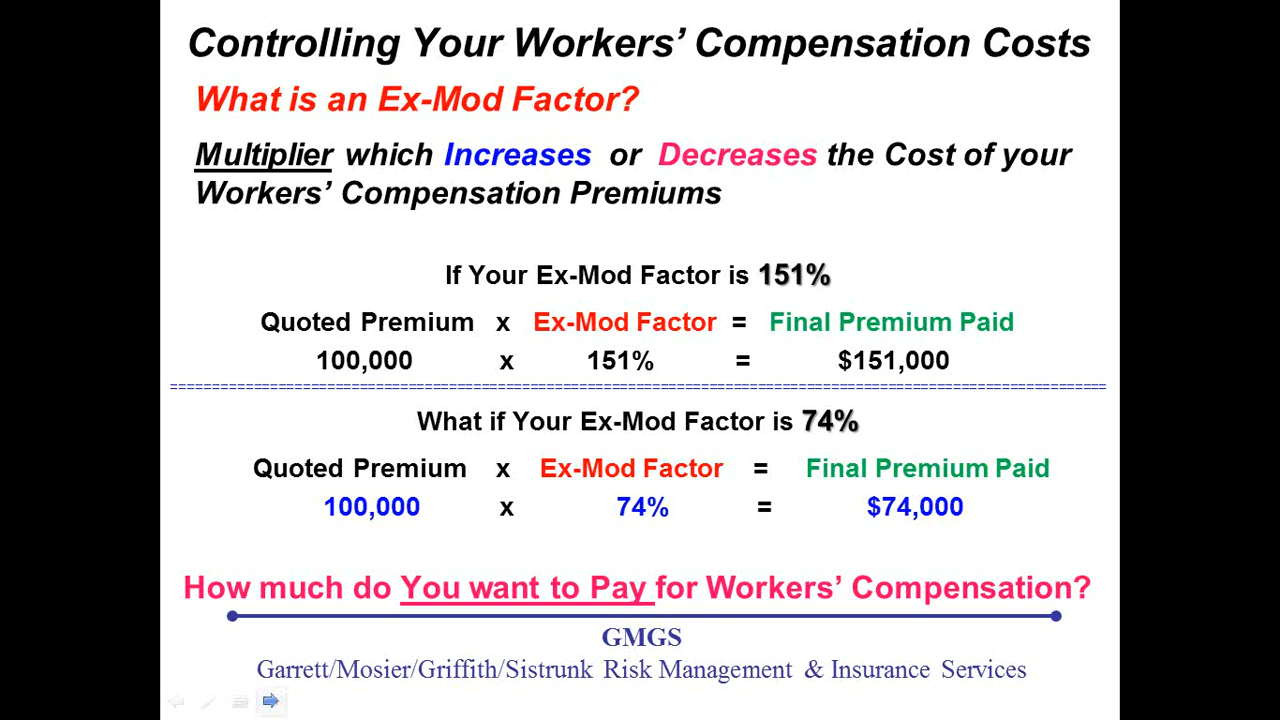 Controlling Your Workers’ Compensation Costs
What is an Ex-Mod Factor?
Multiplier which Increases or Decreases the Cost of your
Workers’ Compensation Premiums
If Your Ex-Mod Factor is 151%
Quoted Premium x Ex-Mod Factor = Final Premium Paid
100,000 x 151% = $151,000
What if Your Ex-Mod Factor is 74%
Quoted Premium x Ex-Mod Factor = Final Premium Paid
100,000 x 74% = $74,000
How much do You want to Pay for Workers’ Compensation?
GMGS
Garrett/Mosier/Griffith/Sistrunk Risk Management & Insurance Services